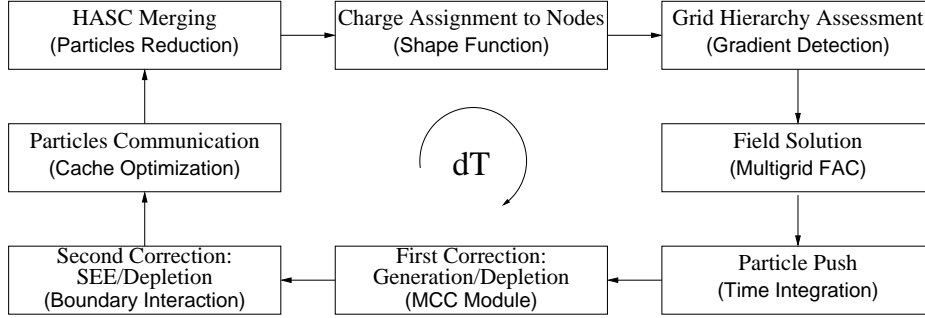 HASC Merging
(Particles Reduction)
Charge Assignment to Nodes
(Shape Function)
Grid Hierarchy Assessment
(Gradient Detection)
Particles Communication
(Cache Optimization)
dT
Field Solution
(Multigrid FAC)
Second Correction:
SEE/Depletion
(Boundary Interaction)
First Correction:
Generation/Depletion
(MCC Module)
Particle Push
(Time Integration)